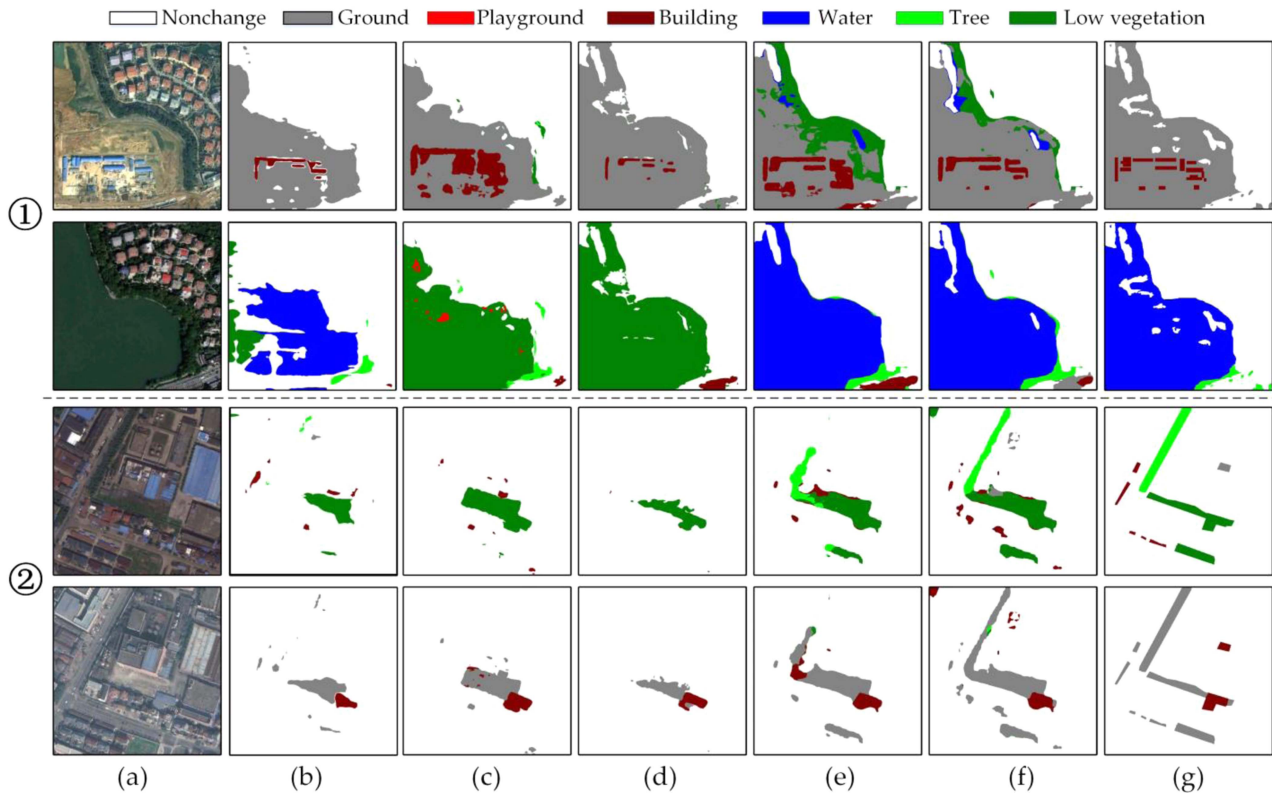 Nonchange Ground Playground Building Water Tree Low vegetation
①
②
(a) (b) (c) (d) (e) (f) (g)